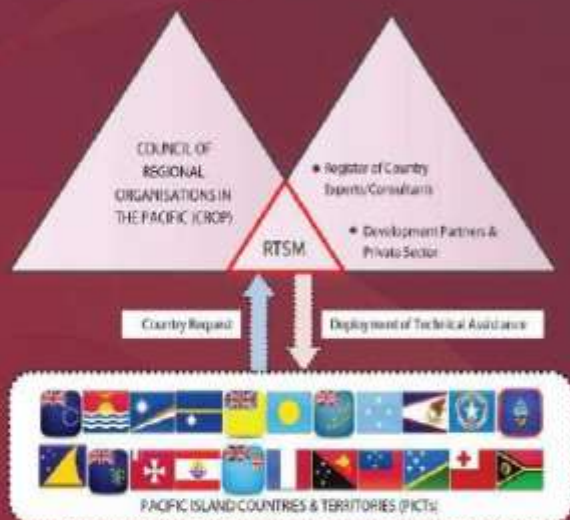 COUNCIL OF
REGIONAL
ORGANISATIONS IN
THE PACIFIC (CROP)
• Register of Country
Experts/Consultants
• Development Partners &
Private Sector
RTSM
Country Request
Deployment of Technical Assistance
PACIFIC ISLAND COUNTRIES & TERRITORIES (PICTs)